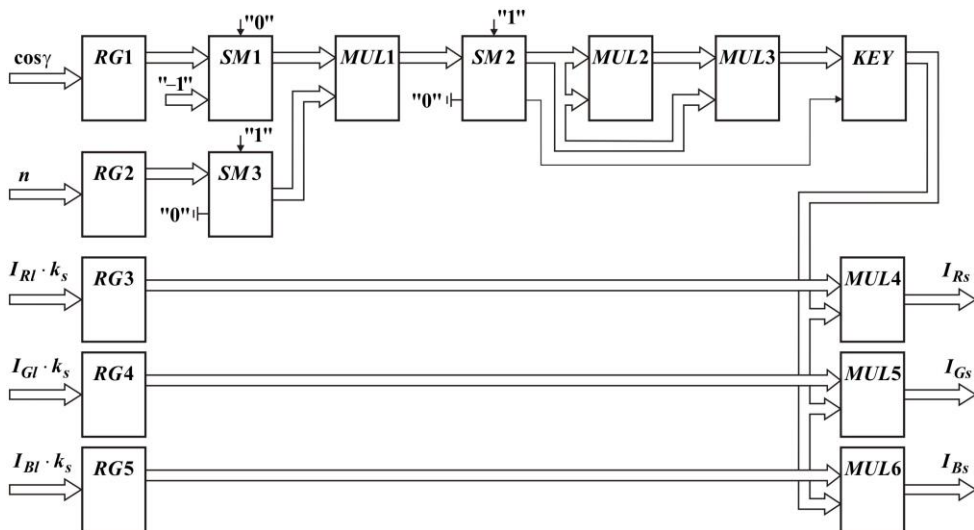 "0" "1"
cosγ RG1 SM1 MUL1 SM2 MUL2 MUL3 KEY
"–1" "0"
"1"
n RG2 SM3
"0"
I_Rl · k_s RG3 MUL4 I_Rs
I_Gl · k_s RG4 MUL5 I_Gs
I_Bl · k_s RG5 MUL6 I_Bs